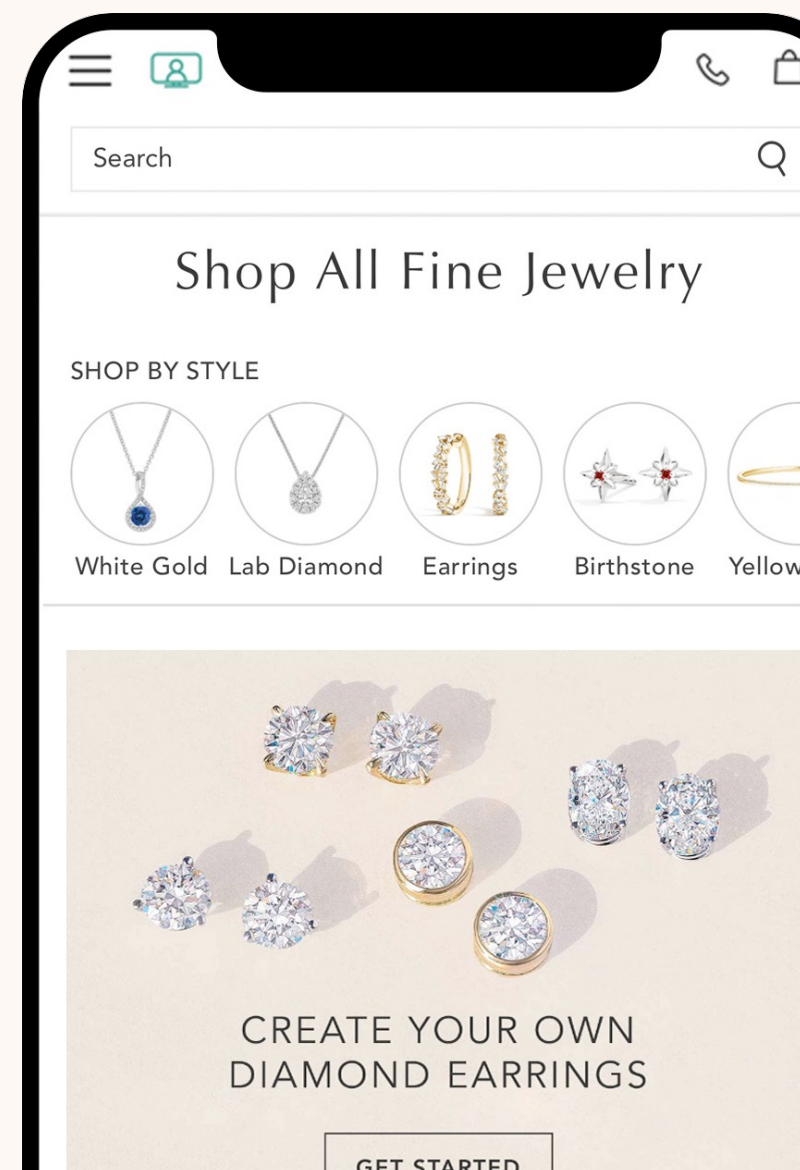 Search
Shop All Fine Jewelry
SHOP BY STYLE
White Gold Lab Diamond Earrings Birthstone Yellow
CREATE YOUR OWN
DIAMOND EARRINGS
GET STARTED